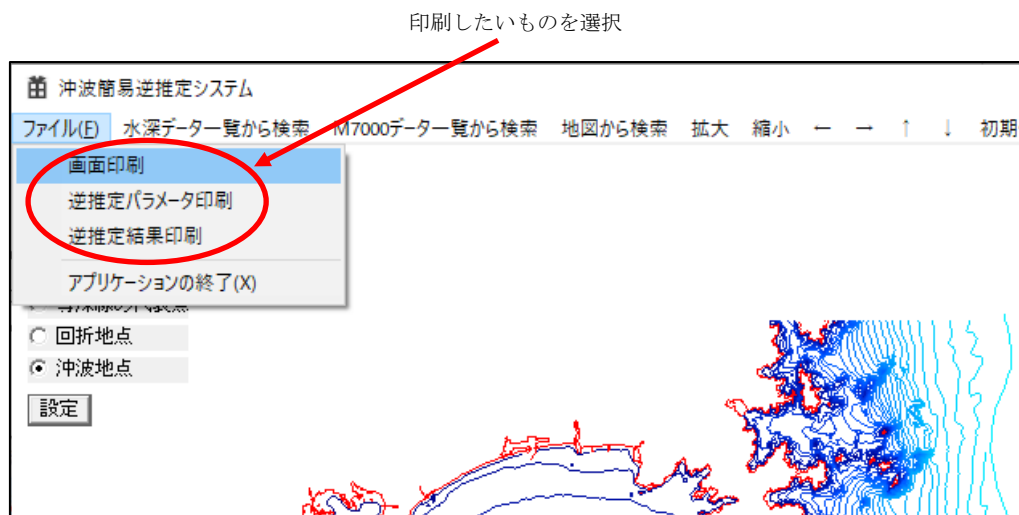 印刷したいものを選択
沖波簡易逆推定システム
ファイル(F) 水深データ一覧から検索 M7000データ一覧から検索 地図から検索 拡大 縮小 ← → ↑ ↓ 初期
画面印刷
逆推定パラメータ印刷
逆推定結果印刷
アプリケーションの終了(X)
回折地点
沖波地点
設定